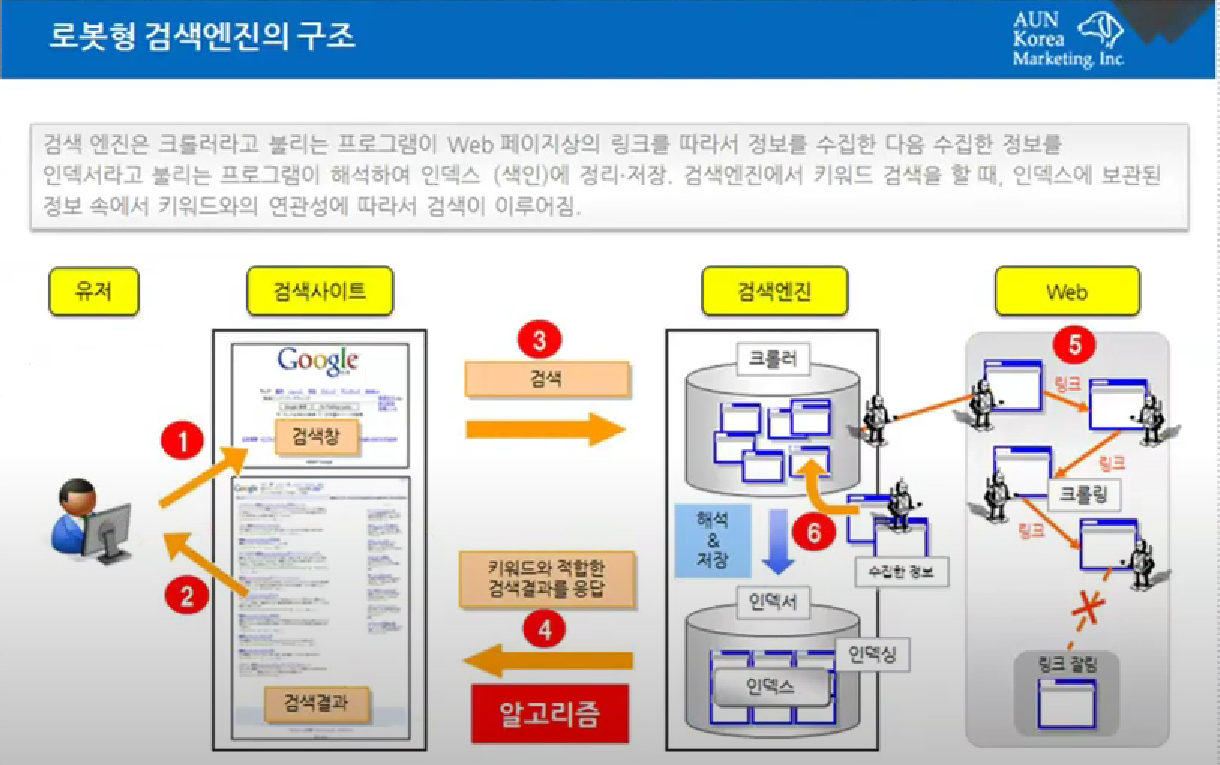 로봇형 검색엔진의 구조
AUN
Korea
Marketing, Inc.
검색 엔진은 크롤러라고 불리는 프로그램이 Web 페이지상의 링크를 따라서 정보를 수집한 다음 수집한 정보를
인덱서라고 불리는 프로그램이 해석하여 인덱스 (색인)에 정리·저장. 검색엔진에서 키워드 검색을 할 때, 인덱스에 보관된
정보 속에서 키워드와의 연관성에 따라서 검색이 이루어짐.
유저
검색사이트
검색엔진
Web
Google
검색창
1
2
검색결과
3
검색
키워드와 적합한
검색결과를 응답
4
알고리즘
크롤러
해석
&
저장
6
수집한 정보
인덱서
인덱싱
인덱스
5
링크
링크
크롤링
링크
링크 잘림